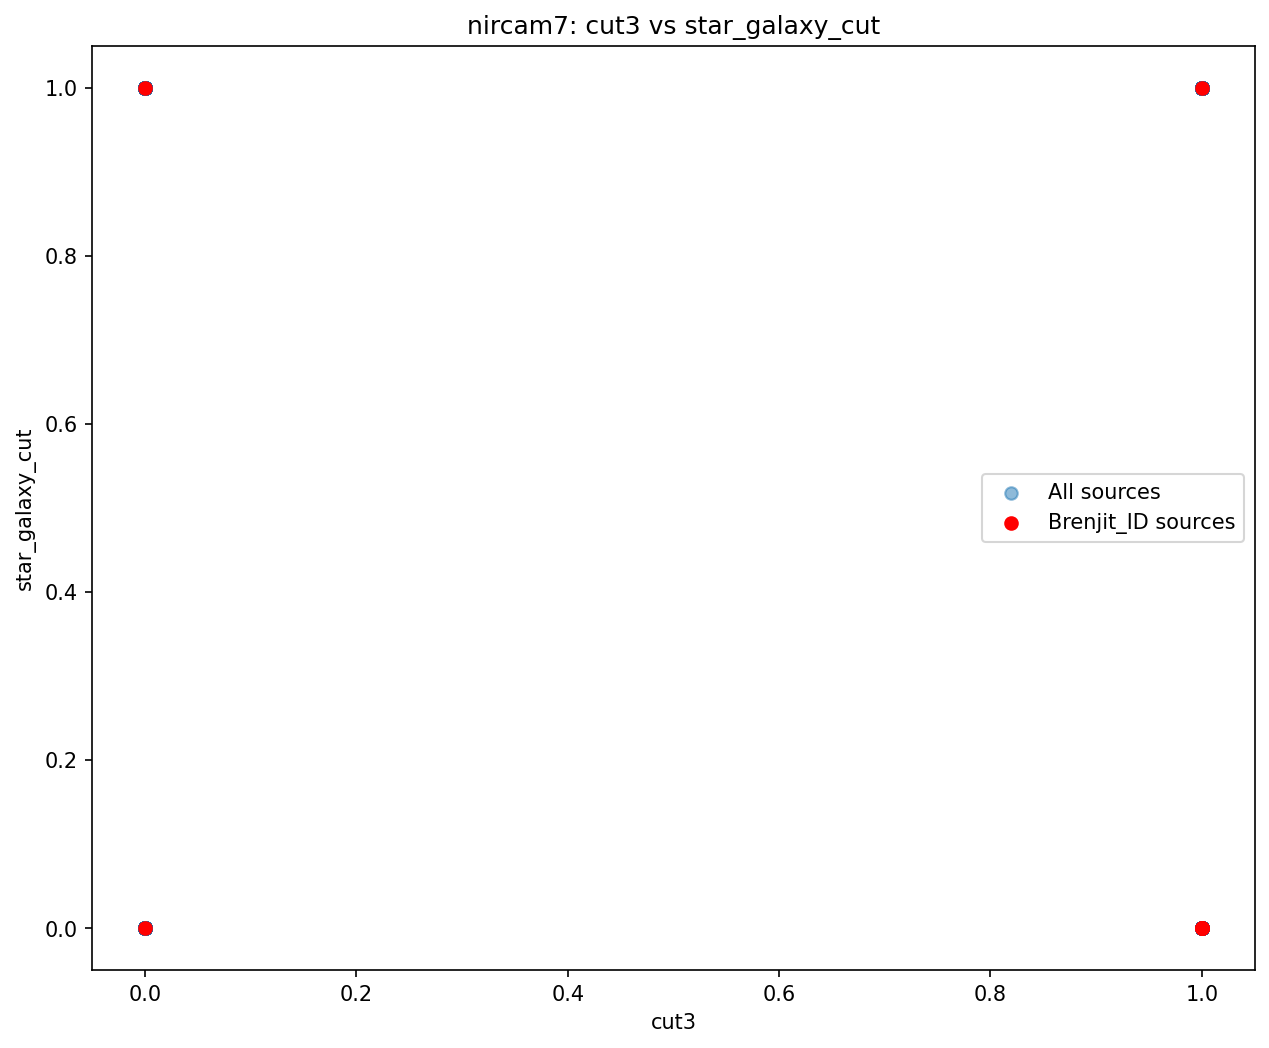 nircam7: cut3 vs star_galaxy_cut
1.0
0.8
0.6
0.4
0.2
0.0
star_galaxy_cut
All sources
Brenjit_ID sources
0.0 0.2 0.4 0.6 0.8 1.0
cut3